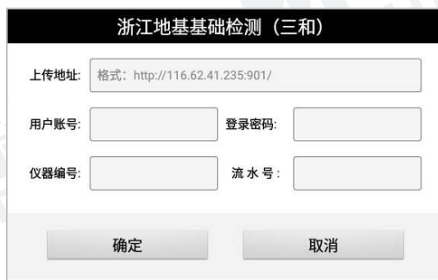 浙江地基基础检测（三和）
上传地址: 格式：http://116.62.41.235:901/
用户账号: 登录密码:
仪器编号: 流 水 号 :
确定 取消